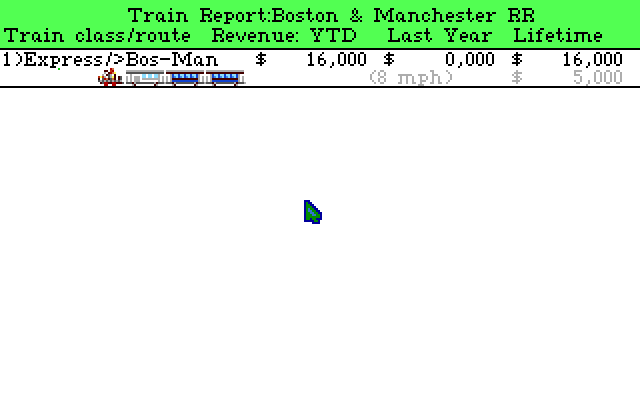 Train Report:Boston & Manchester RR
Train class/route Revenue: YTD Last Year Lifetime
1)Express/>Bos-Man $ 16,000 $ 0,000 $ 16,000
(8 mph) $ 5,000